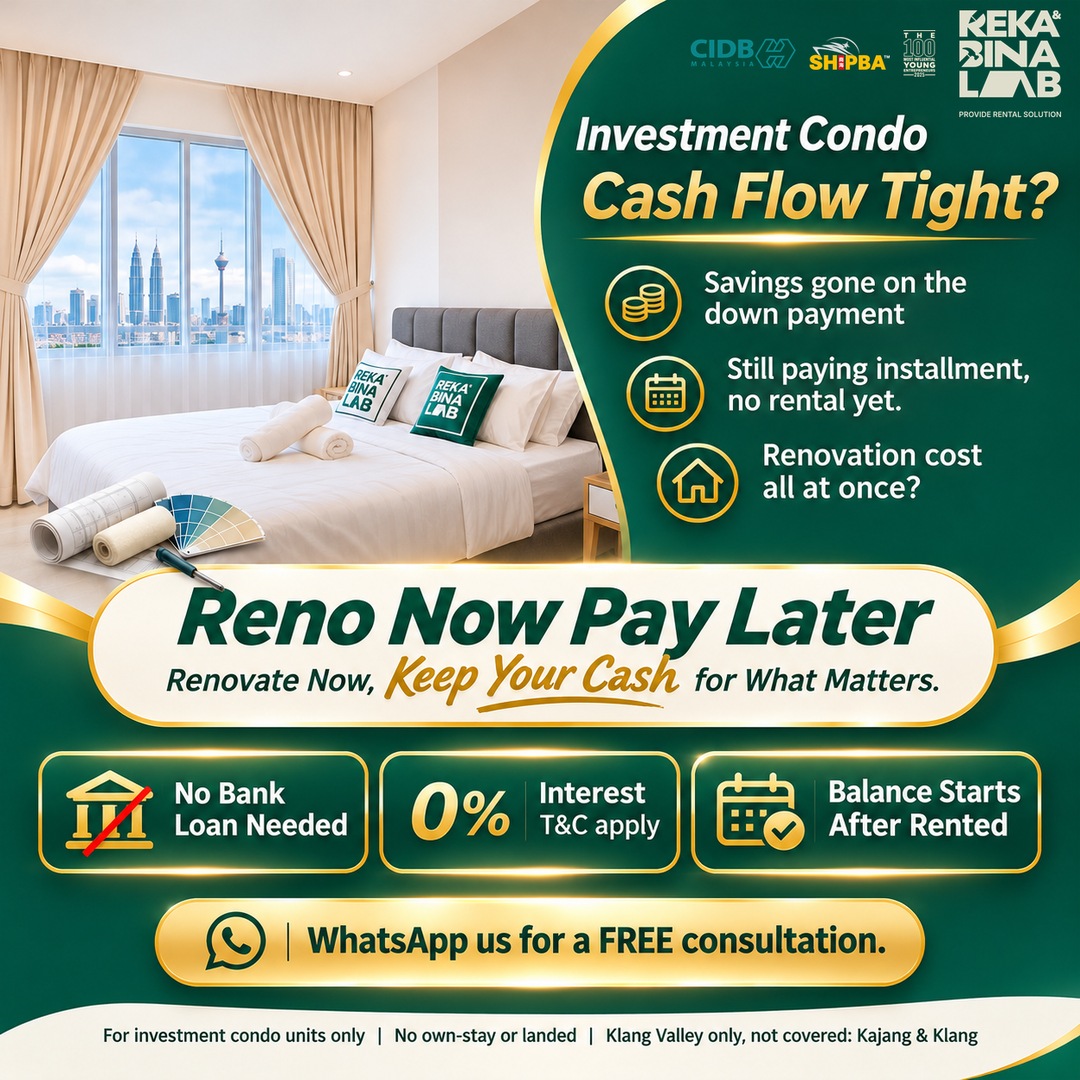 CIDB
MALAYSIA
SHIPBA™
THE
100
MOST INFLUENTIAL
YOUNG
ENTREPRENEURS
2025
REKA&
BINA
LAB
PROVIDE RENTAL SOLUTION
Investment Condo
Cash Flow Tight?
Savings gone on the
down payment
Still paying installment,
no rental yet.
Renovation cost
all at once?
REKA&
BINA
LAB
REKA&
BINA
LAB
Reno Now Pay Later
Renovate Now, Keep Your Cash for What Matters.
No Bank
Loan Needed
0% Interest
T&C apply
Balance Starts
After Rented
WhatsApp us for a FREE consultation.
For investment condo units only | No own-stay or landed | Klang Valley only, not covered: Kajang & Klang